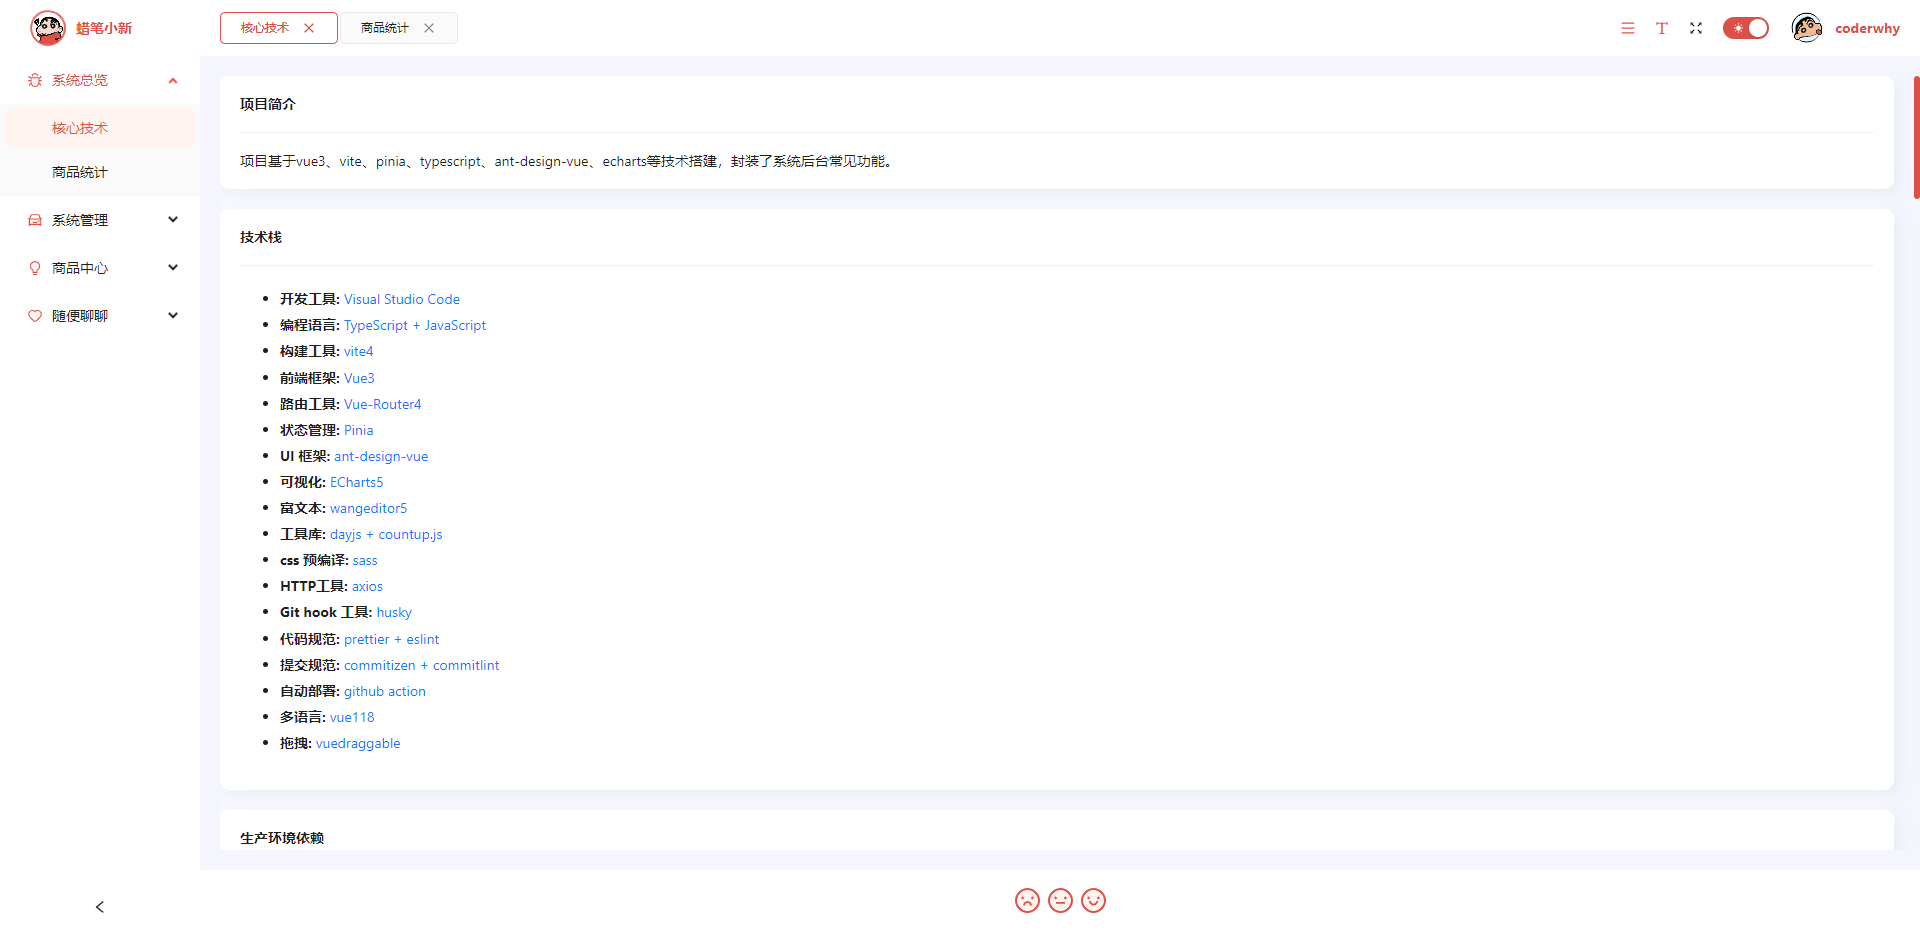 蜡笔小新
核心技术
商品统计
coderwhy
系统总览
核心技术
商品统计
系统管理
商品中心
随便聊聊
项目简介
项目基于vue3、vite、pinia、typescript、ant-design-vue、echarts等技术搭建，封装了系统后台常见功能。
技术栈
开发工具: Visual Studio Code
编程语言: TypeScript + JavaScript
构建工具: vite4
前端框架: Vue3
路由工具: Vue-Router4
状态管理: Pinia
UI 框架: ant-design-vue
可视化: ECharts5
富文本: wangeditor5
工具库: dayjs + countup.js
css 预编译: sass
HTTP工具: axios
Git hook 工具: husky
代码规范: prettier + eslint
提交规范: commitizen + commitlint
自动部署: github action
多语言: vue118
拖拽: vuedraggable
生产环境依赖